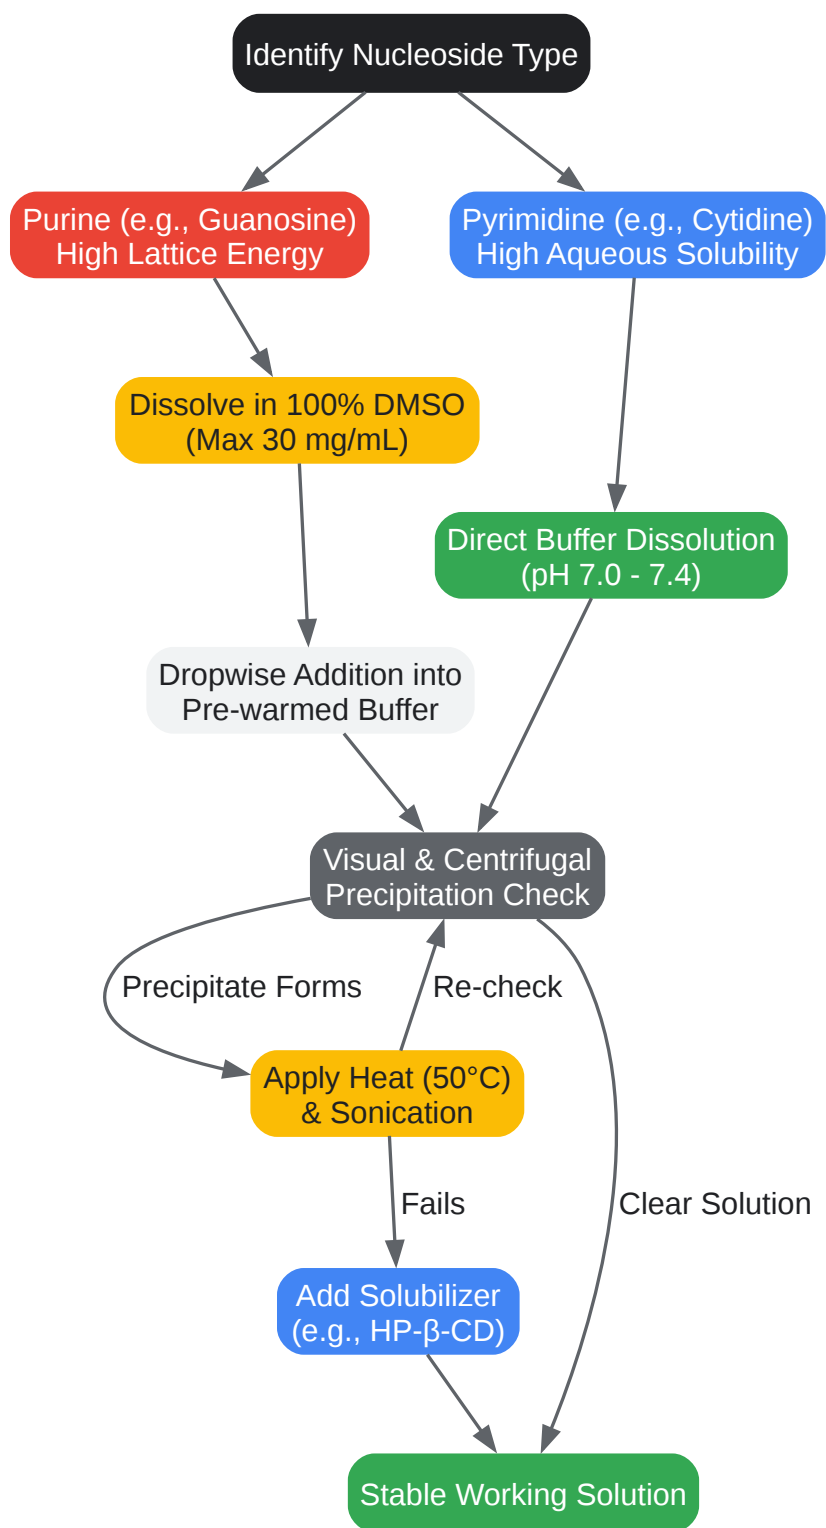 Identify Nucleoside Type
Purine (e.g., Guanosine)
High Lattice Energy
Pyrimidine (e.g., Cytidine)
High Aqueous Solubility
Dissolve in 100% DMSO
(Max 30 mg/mL)
Direct Buffer Dissolution
(pH 7.0 - 7.4)
Dropwise Addition into
Pre-warmed Buffer
Visual & Centrifugal
Precipitation Check
Precipitate Forms
Re-check
Apply Heat (50°C)
& Sonication
Fails
Clear Solution
Add Solubilizer
(e.g., HP-β-CD)
Stable Working Solution